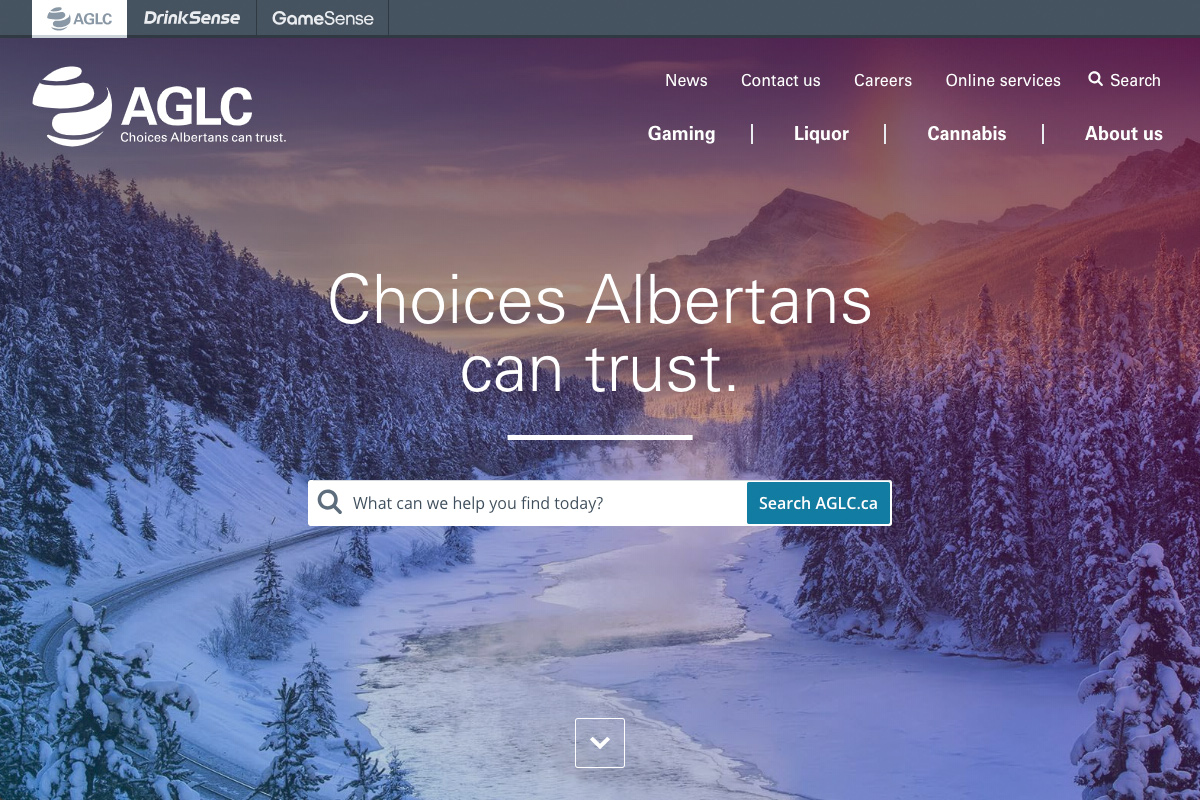 AGLC
DrinkSense
GameSense
News Contact us Careers Online services Search
AGLC
Choices Albertans can trust.
Gaming | Liquor | Cannabis | About us
Choices Albertans
can trust.
What can we help you find today?
Search AGLC.ca